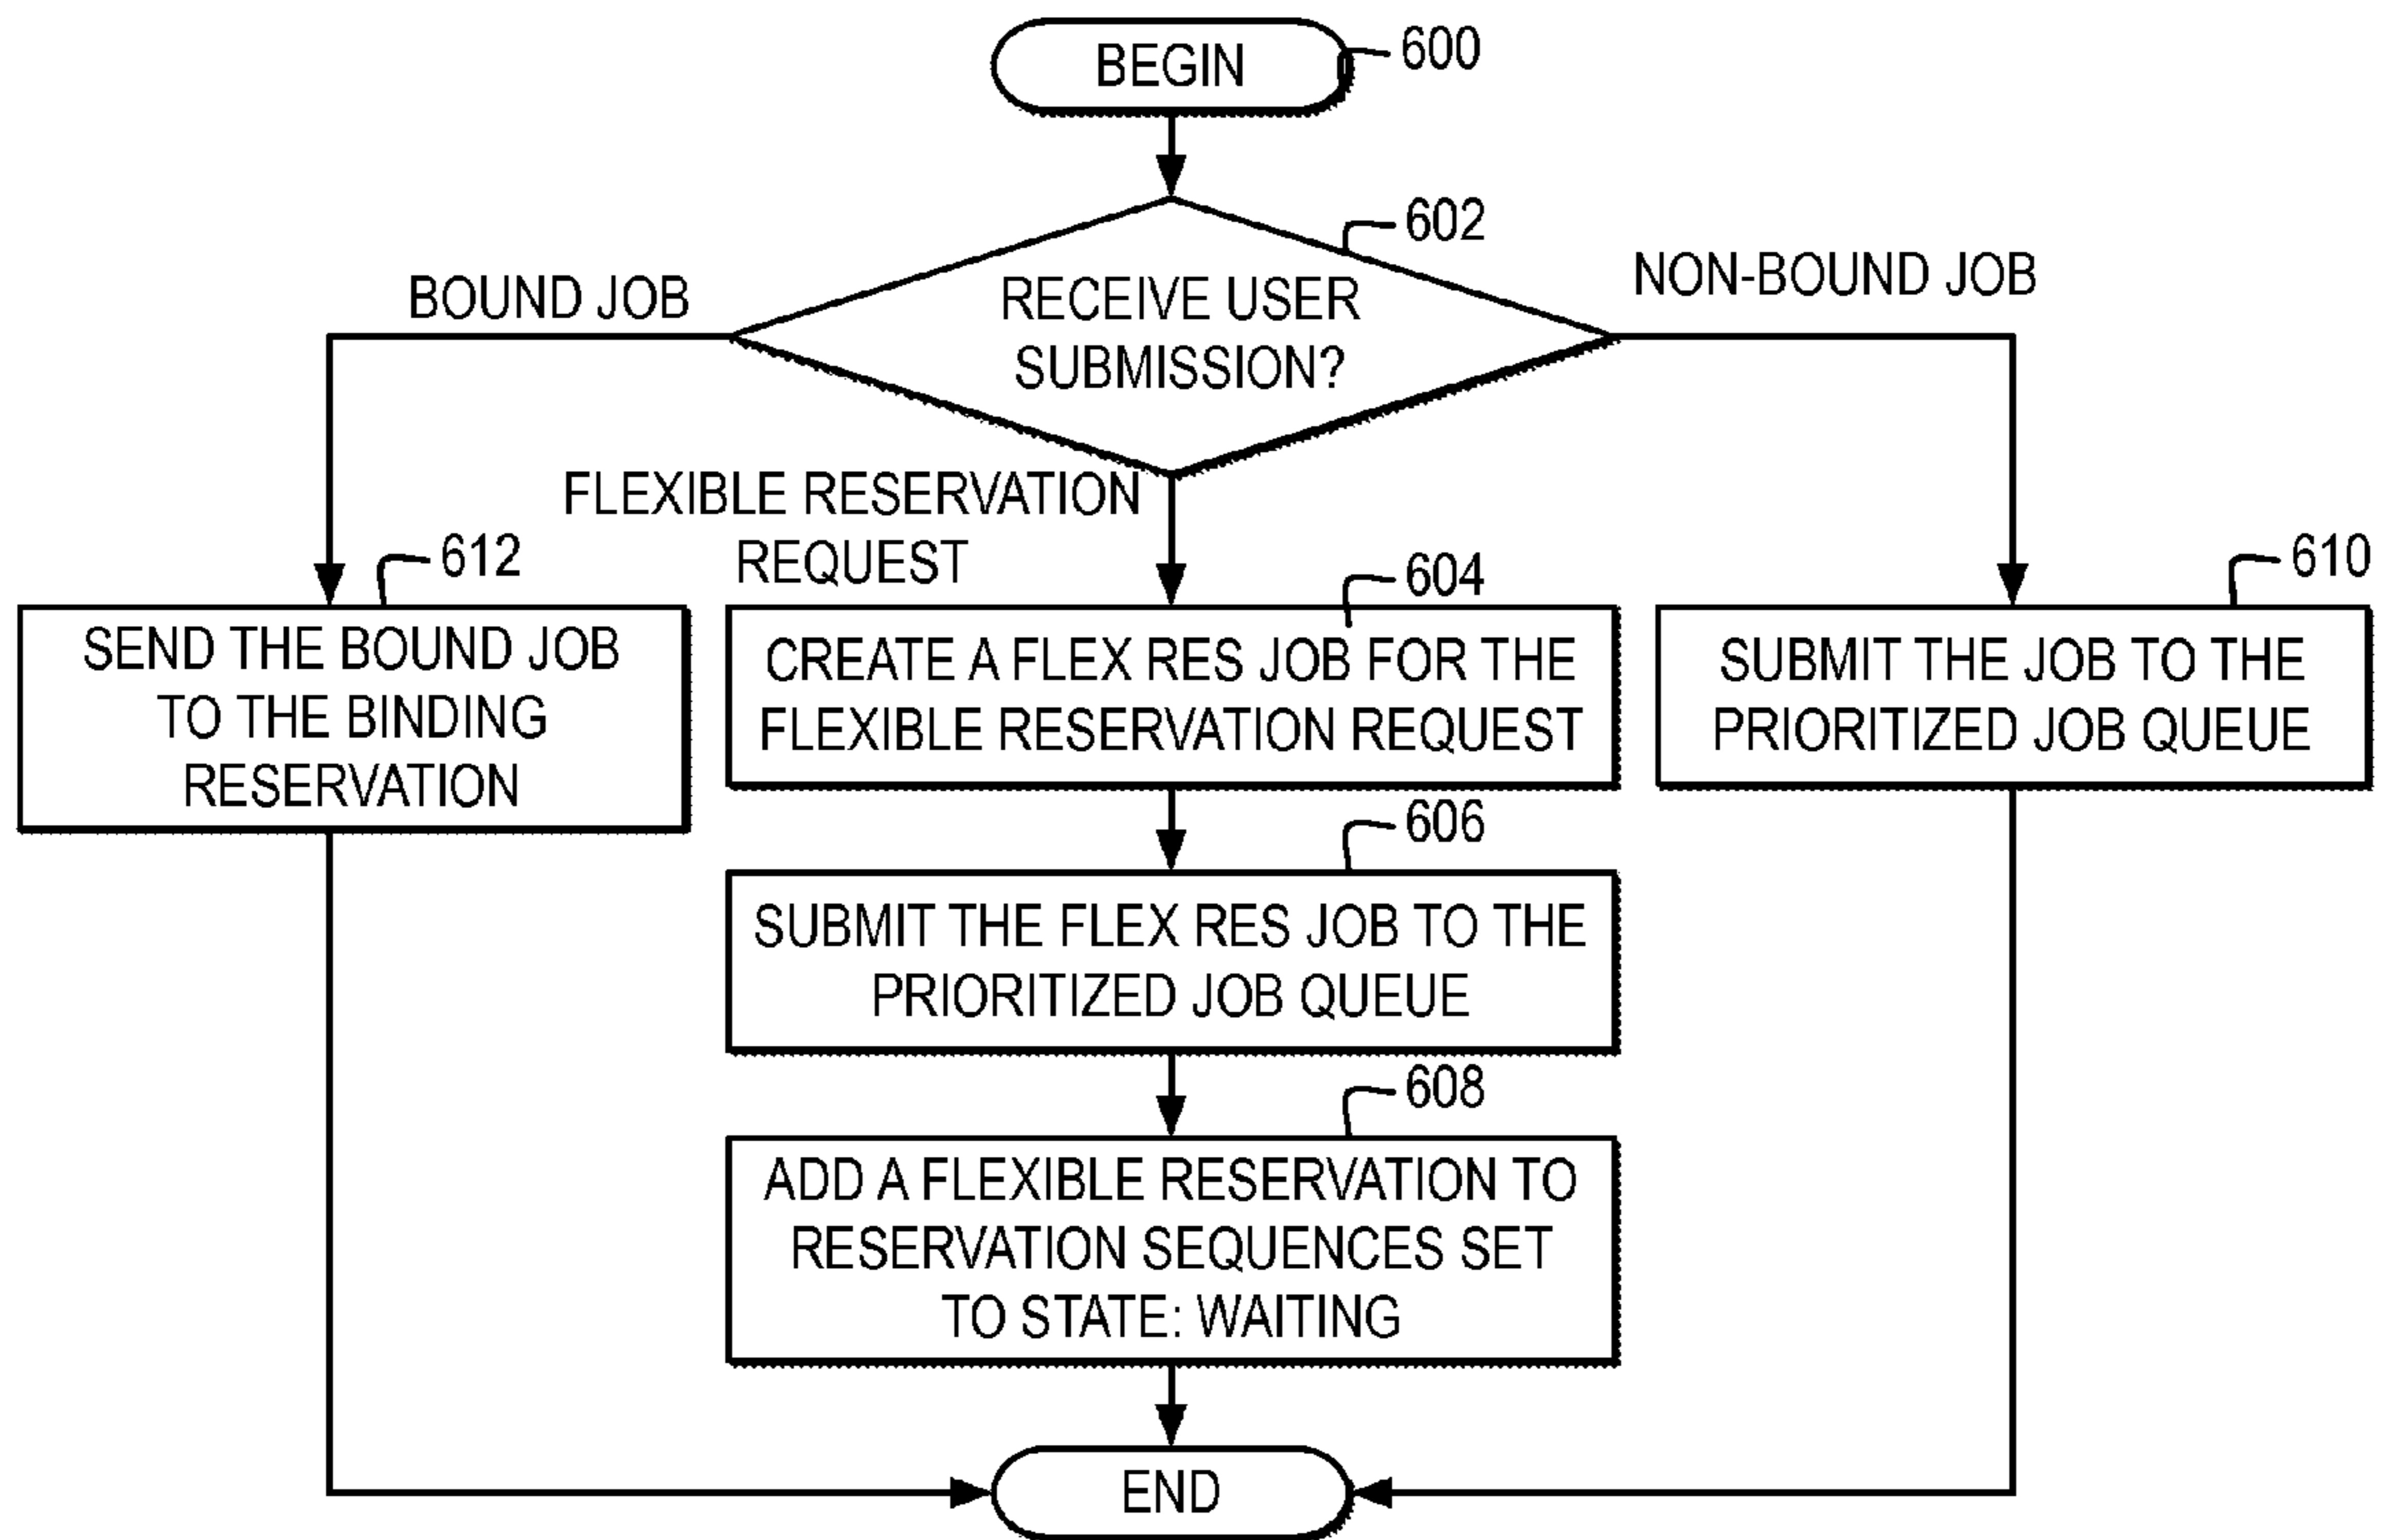 BEGIN
600
602
RECEIVE USER
SUBMISSION?
BOUND JOB
NON-BOUND JOB
FLEXIBLE RESERVATION
REQUEST
612
SEND THE BOUND JOB
TO THE BINDING
RESERVATION
604
CREATE A FLEX RES JOB FOR THE
FLEXIBLE RESERVATION REQUEST
610
SUBMIT THE JOB TO THE
PRIORITIZED JOB QUEUE
606
SUBMIT THE FLEX RES JOB TO THE
PRIORITIZED JOB QUEUE
608
ADD A FLEXIBLE RESERVATION TO
RESERVATION SEQUENCES SET
TO STATE: WAITING
END